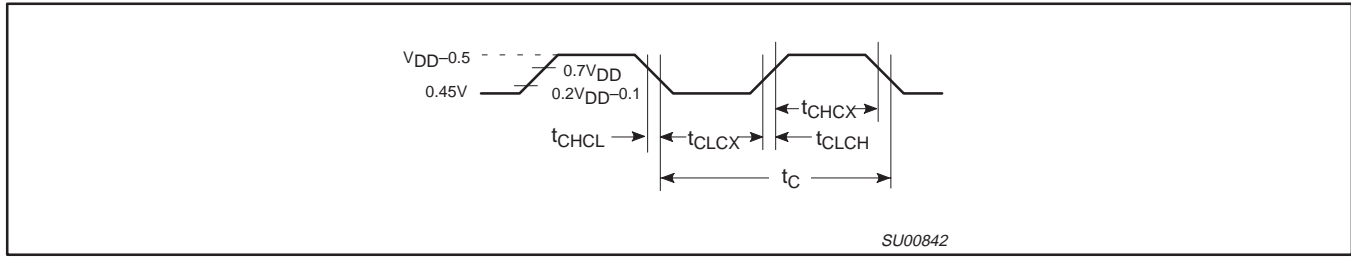 VDD–0.5
0.45V
0.7VDD
0.2VDD–0.1
tCHCX
tCHCL
tCLCX
tCLCH
tC
SU00842